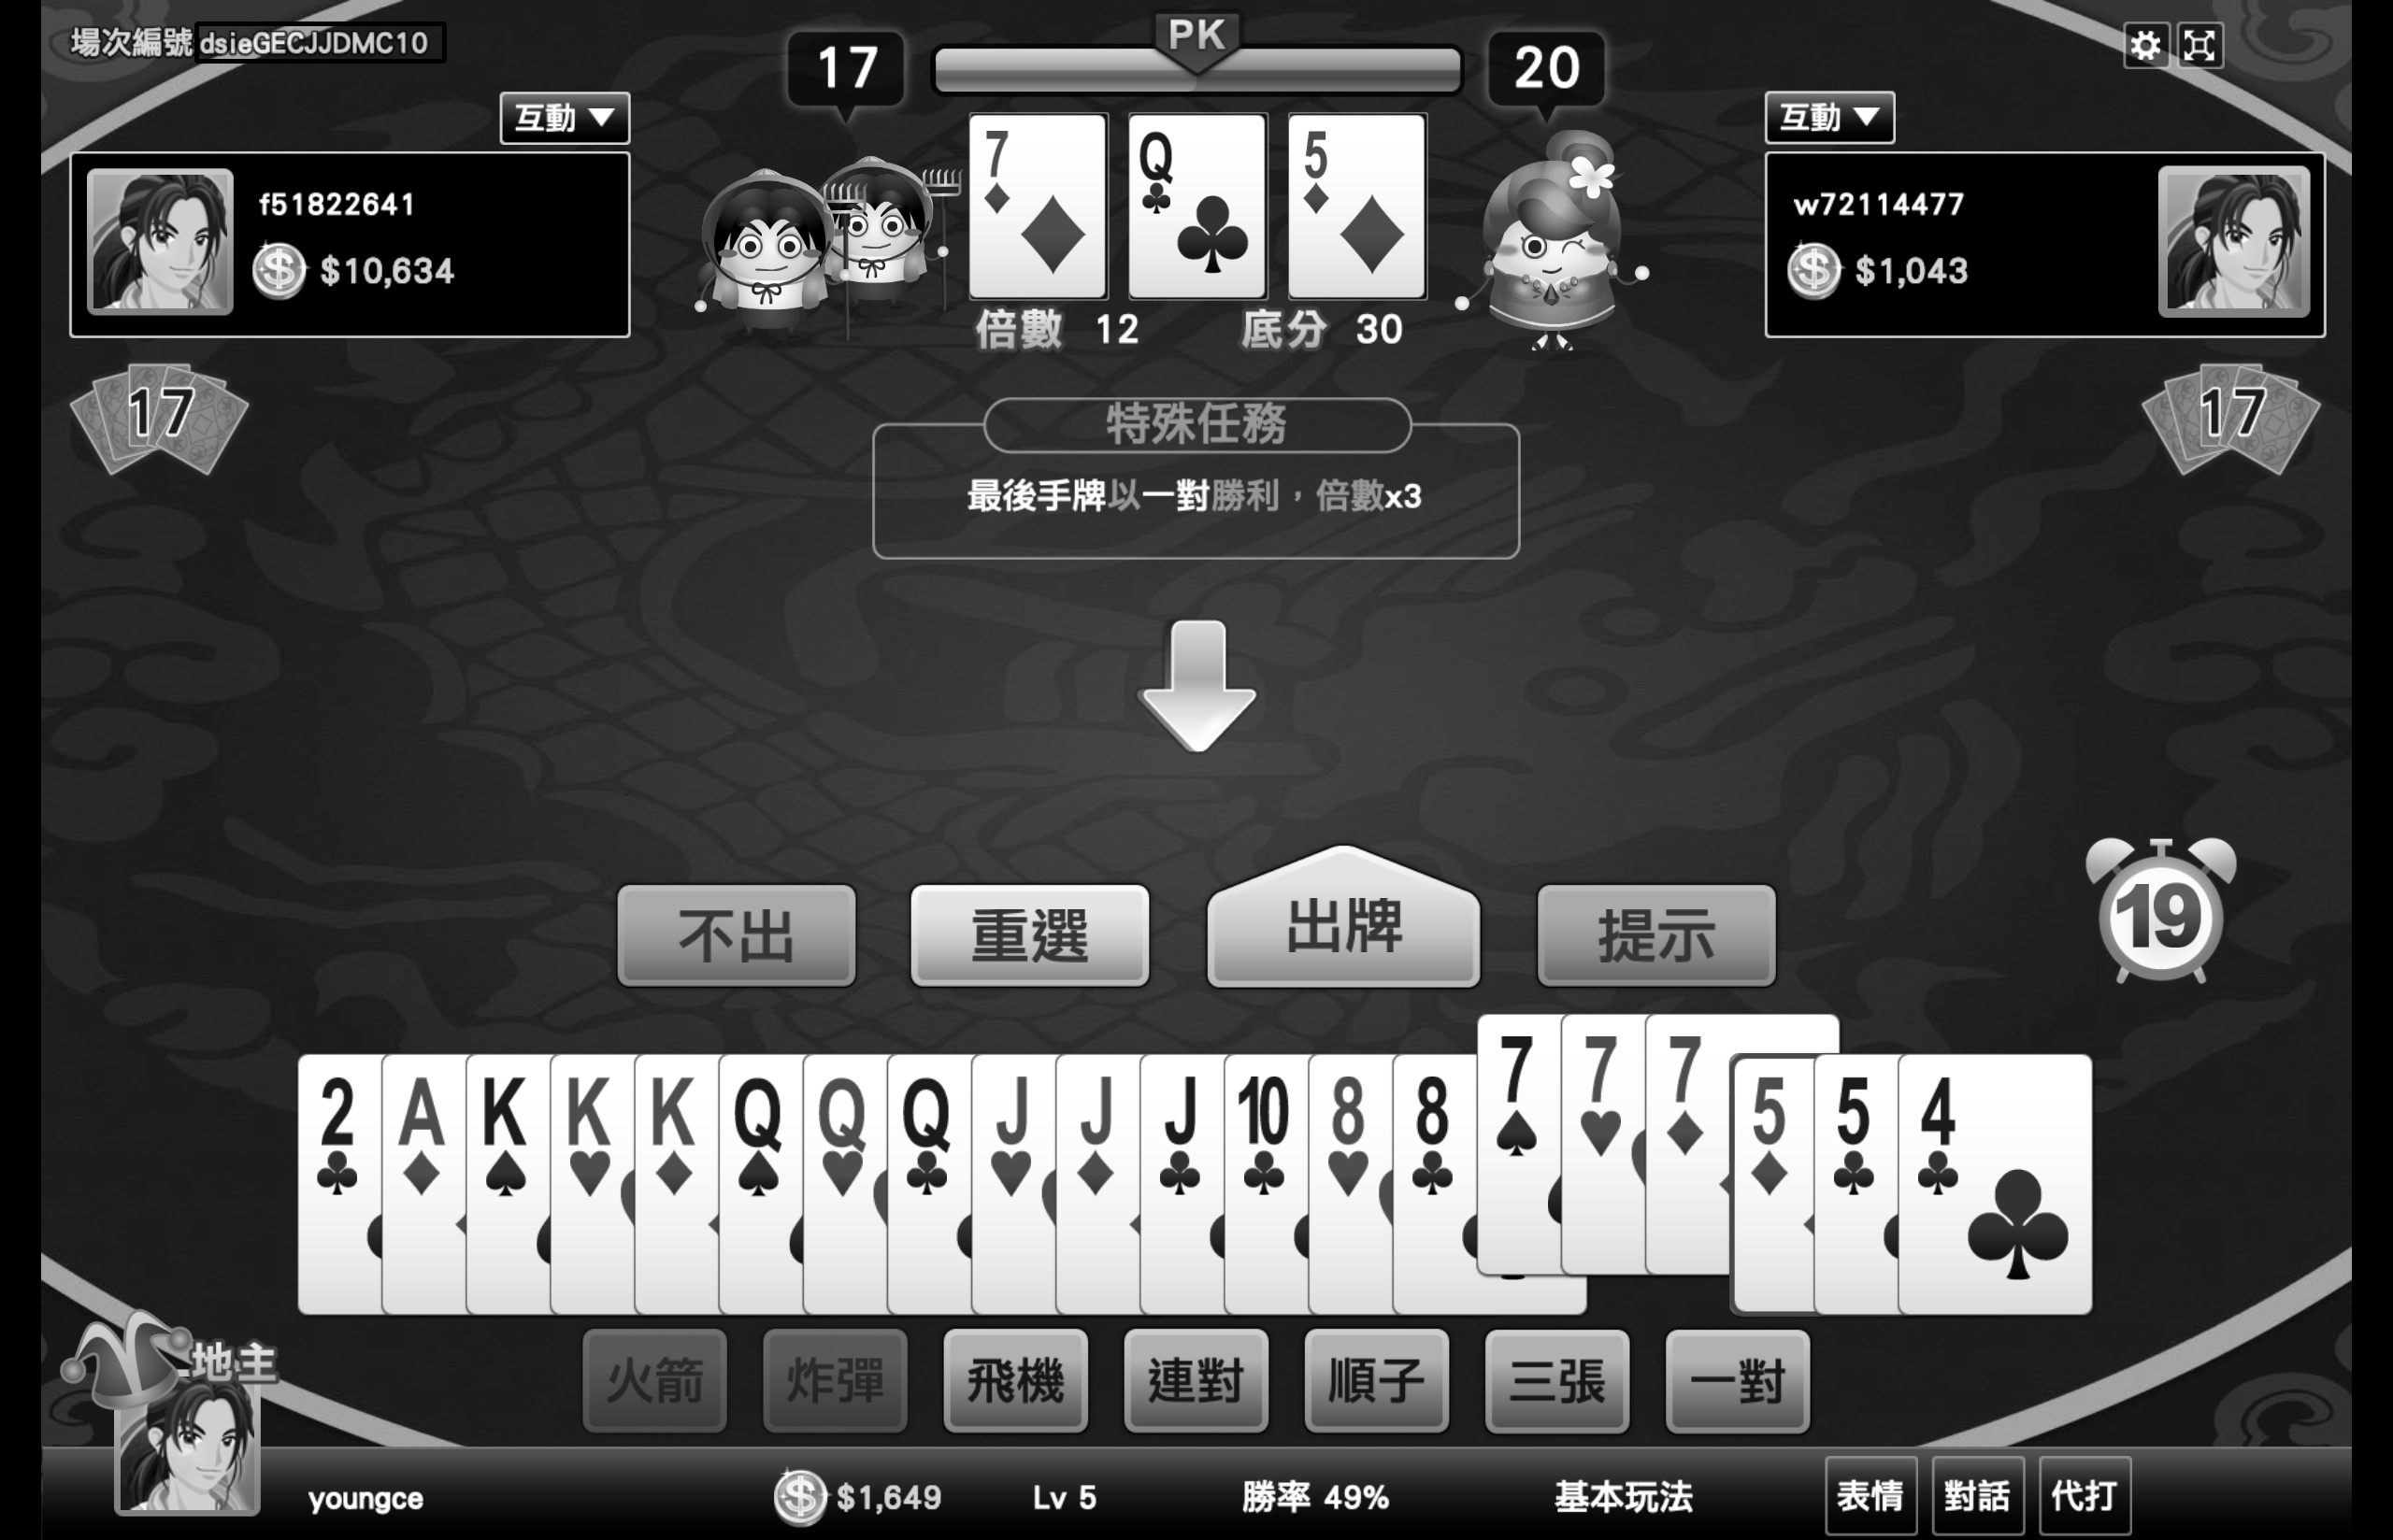 場次編號 dsieGECJJDMC10
17
PK
20
互動
互動
f51822641
$10,634
7
Q
5
w72114477
$1,043
倍數 12 底分 30
17
17
特殊任務
最後手牌以一對勝利，倍數x3
不出
重選
出牌
提示
19
2
A
K
K
K
Q
Q
Q
J
J
J
10
8
8
7
7
7
5
5
4
地主
火箭
炸彈
飛機
連對
順子
三張
一對
youngce
$1,649
Lv 5
勝率 49%
基本玩法
表情
對話
代打